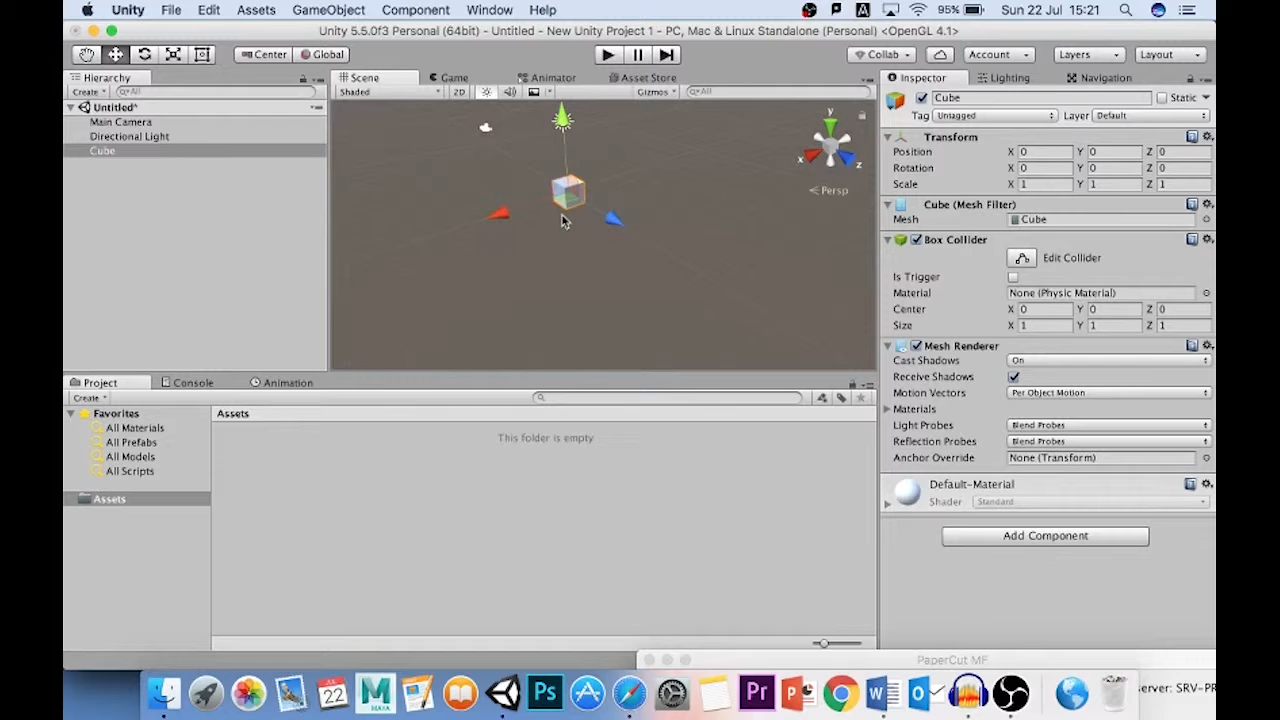 Unity File Edit Assets GameObject Component Window Help 95% Sun 22 Jul 15:21
Unity 5.5.0f3 Personal (64bit) - Untitled - New Unity Project 1 - PC, Mac & Linux Standalone (Personal) <OpenGL 4.1>
Center Global Collab Account Layers Layout
Hierarchy Scene Game Animator Asset Store Inspector Lighting Navigation
Create All Shaded 2D Gizmos All Cube Static
Untitled* Tag Untagged Layer Default
Main Camera
Directional Light Transform
Cube Position X 0 Y 0 Z 0
Rotation X 0 Y 0 Z 0
Scale X 1 Y 1 Z 1
y
x
z
Persp
Cube (Mesh Filter)
Mesh Cube
Box Collider
Edit Collider
Is Trigger
Material None (Physic Material)
Center X 0 Y 0 Z 0
Size X 1 Y 1 Z 1
Mesh Renderer
Cast Shadows On
Receive Shadows
Motion Vectors Per Object Motion
Materials
Light Probes Blend Probes
Reflection Probes Blend Probes
Anchor Override None (Transform)
Default-Material
Shader Standard
Add Component
Project Console Animation
Create
Favorites Assets
All Materials
All Prefabs
All Models
All Scripts
Assets
This folder is empty
PaperCut MF
JUL
22
MAYA
Ps
Pr
erver: SRV-PR